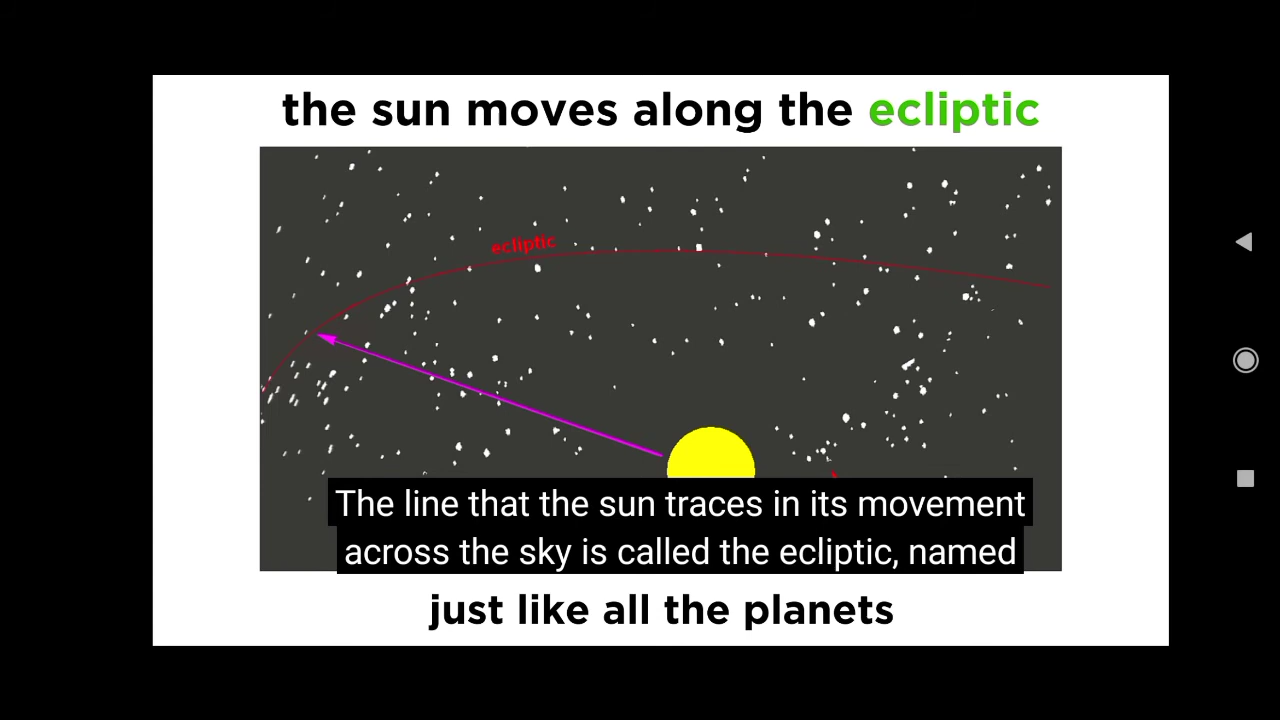 the sun moves along the ecliptic
ecliptic
The line that the sun traces in its movement
across the sky is called the ecliptic, named
just like all the planets